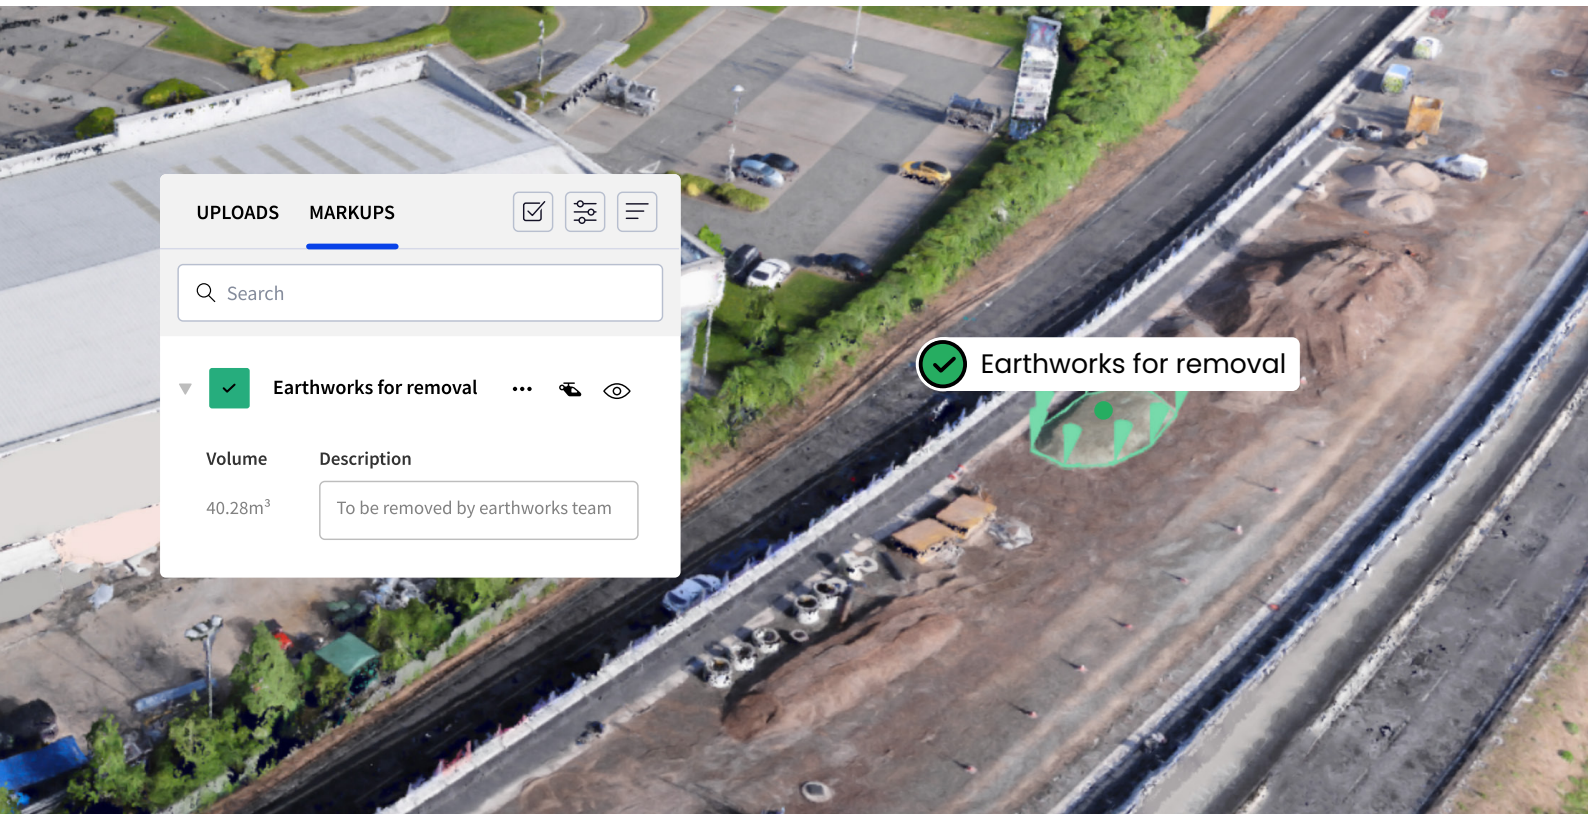 UPLOADS MARKUPS
Search
Earthworks for removal
Earthworks for removal
Volume Description
40.28m³ To be removed by earthworks team